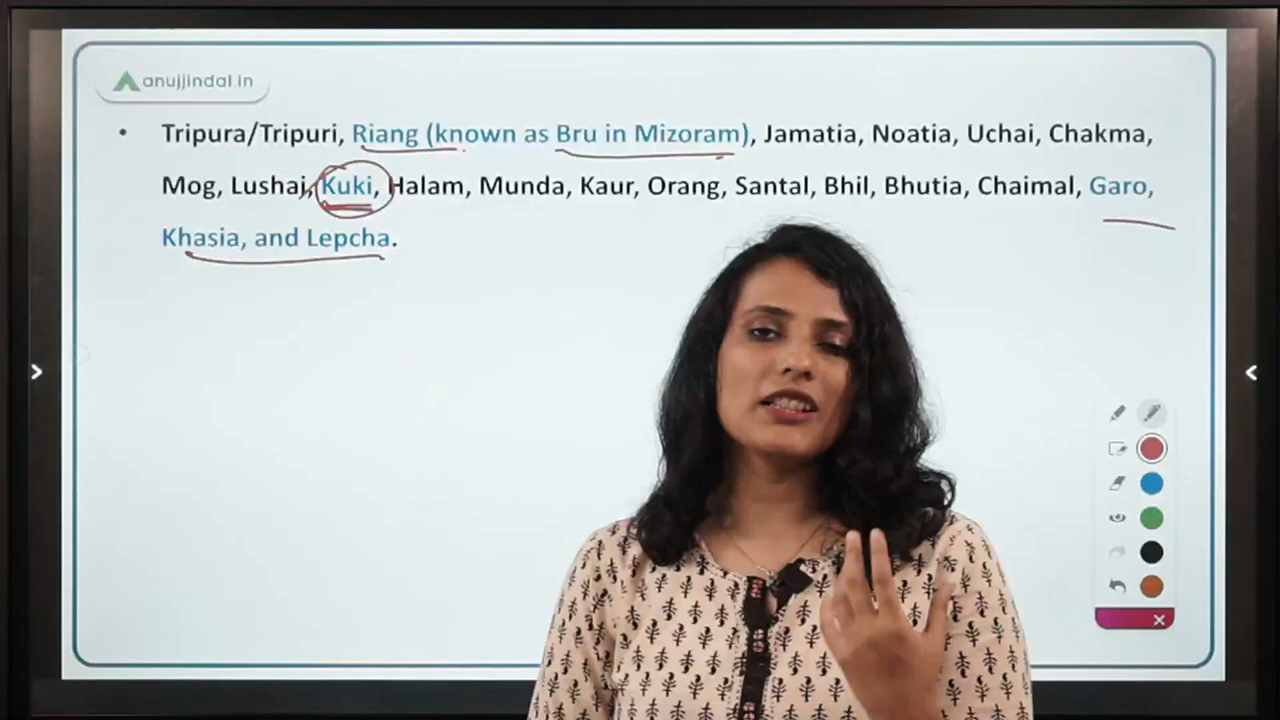 anujjindal.in
• Tripura/Tripuri, Riang (known as Bru in Mizoram), Jamatia, Noatia, Uchai, Chakma,
Mog, Lushai, Kuki, Halam, Munda, Kaur, Orang, Santal, Bhil, Bhutia, Chaimal, Garo,
Khasia, and Lepcha.